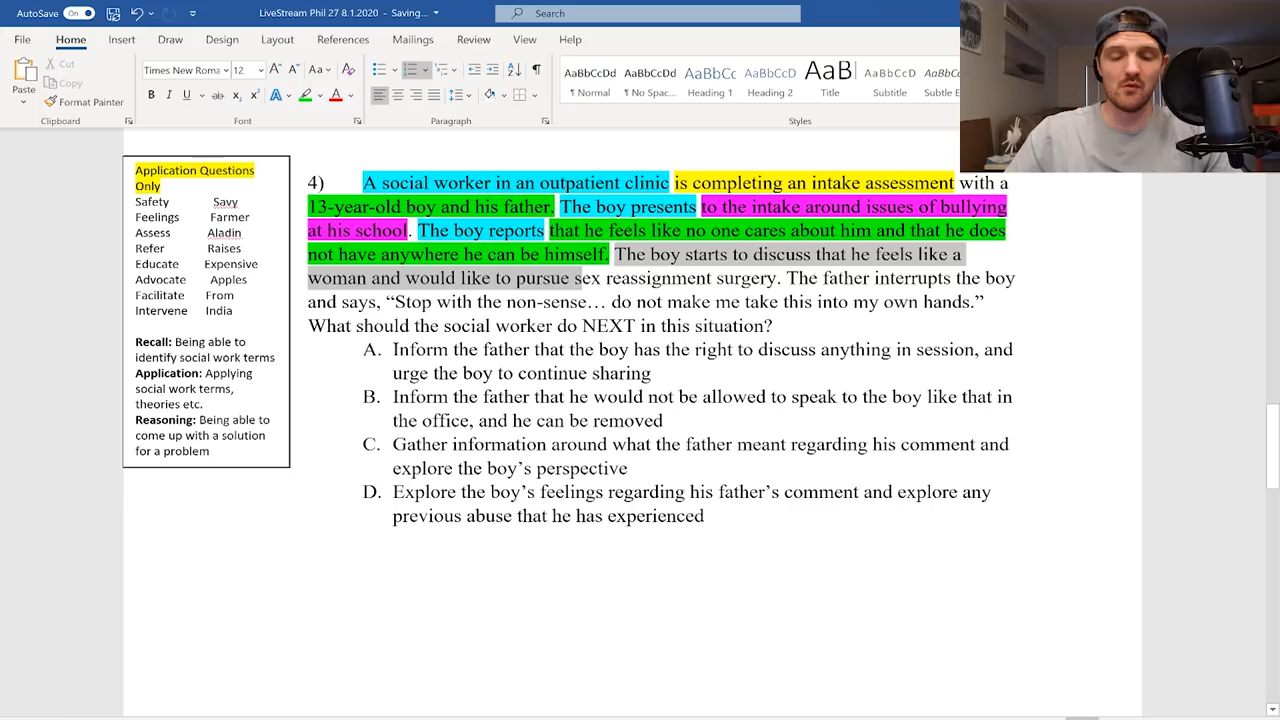 AutoSave On LiveStream Phil 27 8.1.2020 - Saving... Search
File Home Insert Draw Design Layout References Mailings Review View Help
Paste Cut Copy Format Painter
Times New Roma 12
AaBbCcDd AaBbCcDd AaBbCc AaBbCcD AaB AaBbCcD
¶ Normal ¶ No Spac... Heading 1 Heading 2 Title Subtitle Subtle E
Clipboard Font Paragraph Styles
Application Questions
Only
Safety Savy
Feelings Farmer
Assess Aladin
Refer Raises
Educate Expensive
Advocate Apples
Facilitate From
Intervene India
Recall: Being able to
identify social work terms
Application: Applying
social work terms,
theories etc.
Reasoning: Being able to
come up with a solution
for a problem
4) A social worker in an outpatient clinic is completing an intake assessment with a
13-year-old boy and his father. The boy presents to the intake around issues of bullying
at his school. The boy reports that he feels like no one cares about him and that he does
not have anywhere he can be himself. The boy starts to discuss that he feels like a
woman and would like to pursue sex reassignment surgery. The father interrupts the boy
and says, “Stop with the non-sense… do not make me take this into my own hands.”
What should the social worker do NEXT in this situation?
A. Inform the father that the boy has the right to discuss anything in session, and
urge the boy to continue sharing
B. Inform the father that he would not be allowed to speak to the boy like that in
the office, and he can be removed
C. Gather information around what the father meant regarding his comment and
explore the boy’s perspective
D. Explore the boy’s feelings regarding his father’s comment and explore any
previous abuse that he has experienced